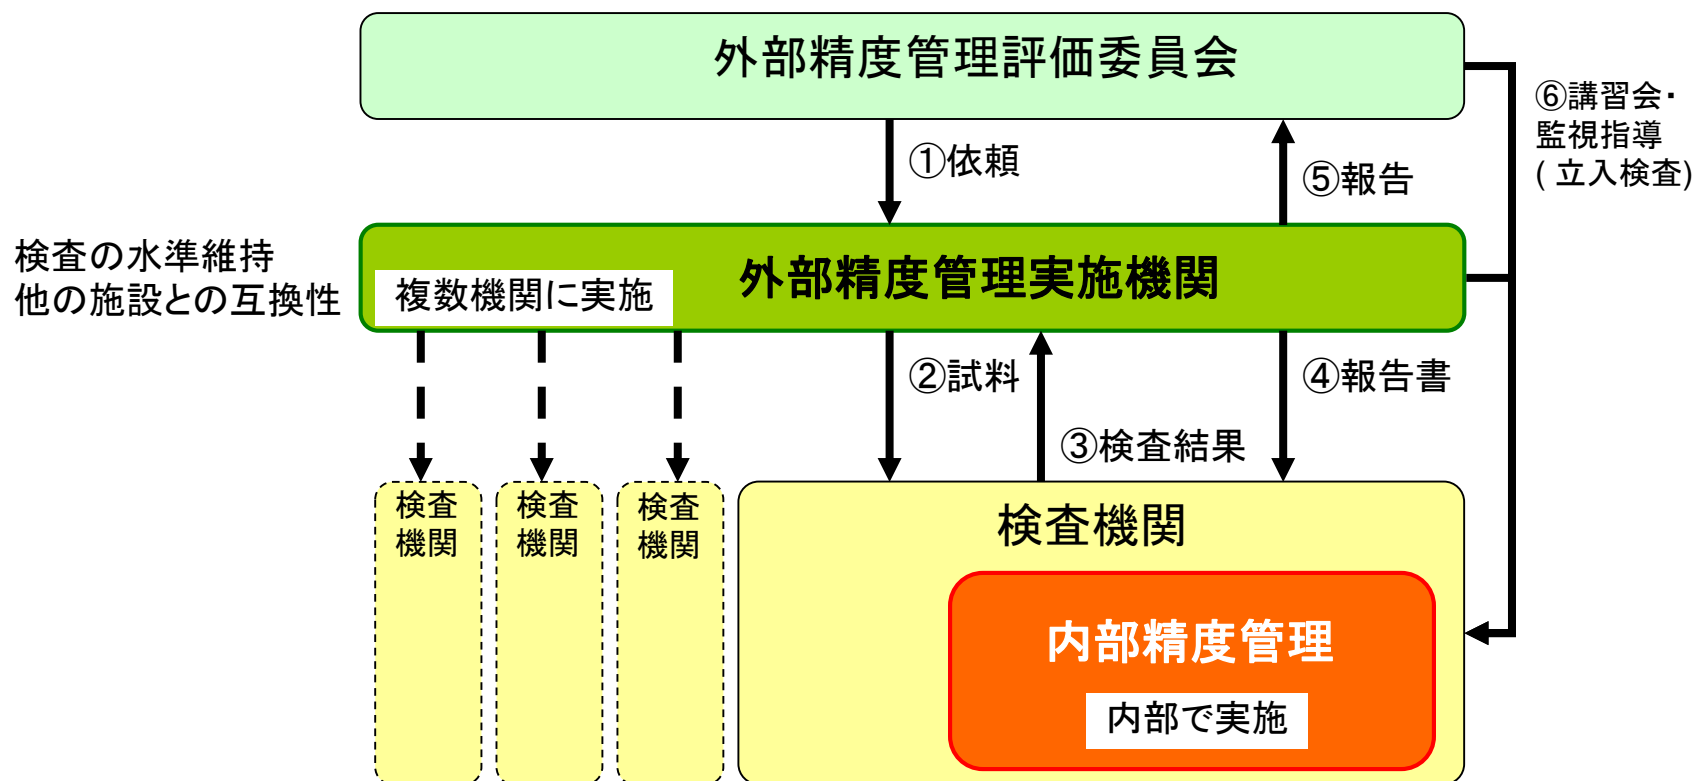 外部精度管理評価委員会
①依頼
⑤報告
⑥講習会・
監視指導
( 立入検査)
検査の水準維持
他の施設との互換性
複数機関に実施
外部精度管理実施機関
②試料
③検査結果
④報告書
検査
機関
検査
機関
検査
機関
検査機関
内部精度管理
内部で実施